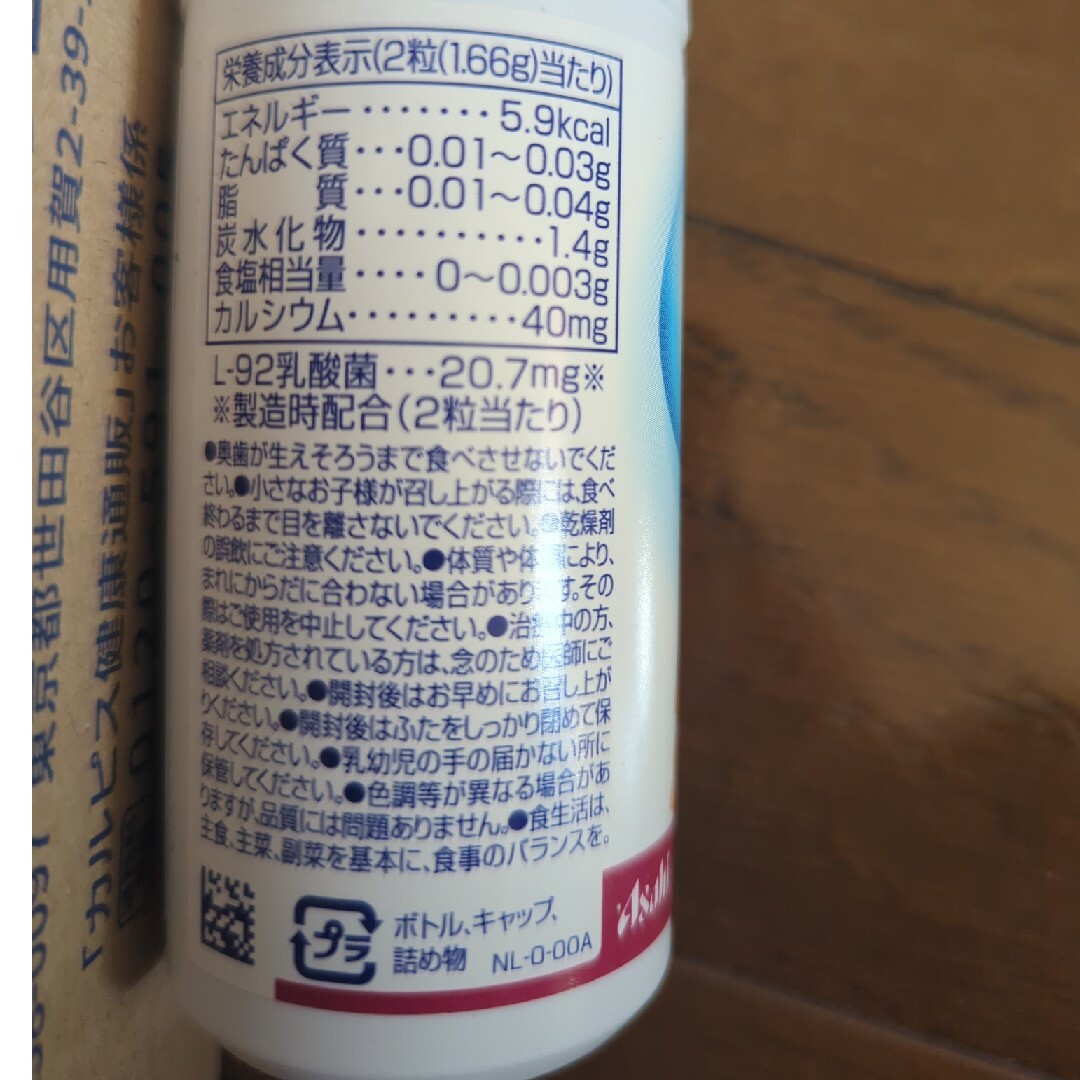 栄養成分表示(2粒(1.66g)当たり)
エネルギー・・・・・・・5.9kcal
たんぱく質・・・0.01～0.03g
脂　　質・・・0.01～0.04g
炭水化物・・・・・・・・・・1.4g
食塩相当量・・・・0～0.003g
カルシウム・・・・・・・・・40mg
L-92乳酸菌・・・20.7mg※
※製造時配合(2粒当たり)
●奥歯が生えそろうまで食べさせないでくだ
さい。●小さなお子様が召し上がる際には、食べ
終わるまで目を離さないでください。●乾燥剤
の誤飲にご注意ください。●体質や体調により、
まれにからだに合わない場合があります。その
際はご使用を中止してください。●治療中の方、
薬剤を処方されている方は、念のため医師にご
相談ください。●開封後はお早めにお召し上が
りください。●開封後はふたをしっかり閉めて保
存してください。●乳幼児の手の届かない所に
保管してください。●色調等が異なる場合があ
りますが、品質には問題ありません。●食生活は、
主食、主菜、副菜を基本に、食事のバランスを。
プラ
ボトル、キャップ、
詰め物 NL-0-00A
Asahi
東京都世田谷区用賀2-39-
「カルピス健康通販」お客様係